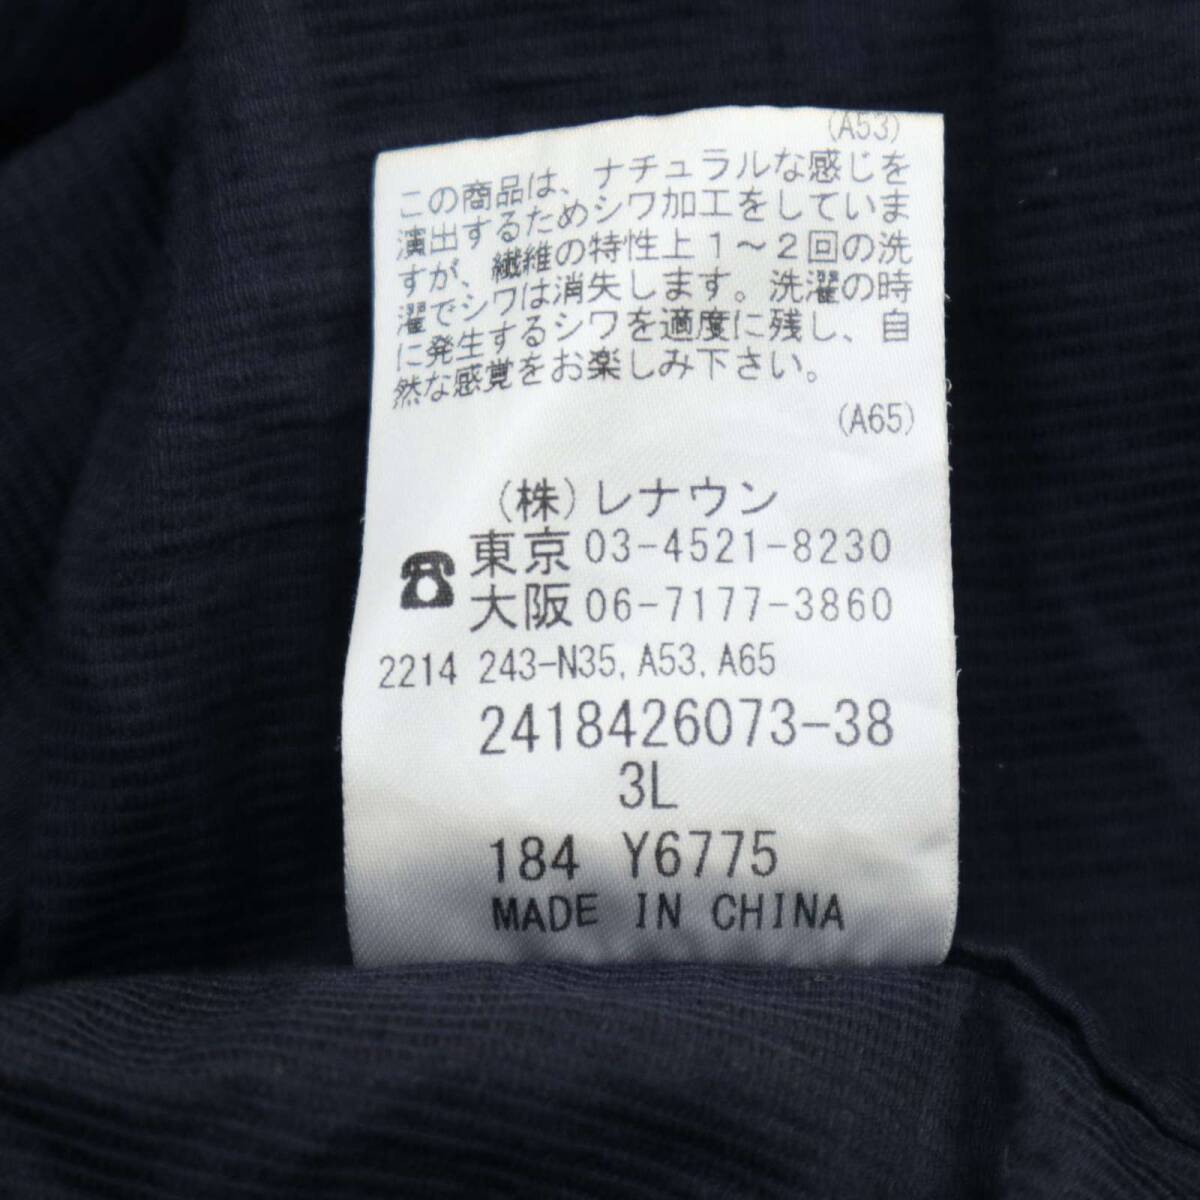 (A53)
この商品は、ナチュラルな感じを
演出するためシワ加工をしていま
すが、繊維の特性上１～２回の洗
濯でシワは消失します。洗濯の時
に発生するシワを適度に残し、自
然な感覚をお楽しみ下さい。
(A65)
(株)レナウン
東京 03-4521-8230
大阪 06-7177-3860
2214 243-N35,A53,A65
2418426073-38
3L
184 Y6775
MADE IN CHINA